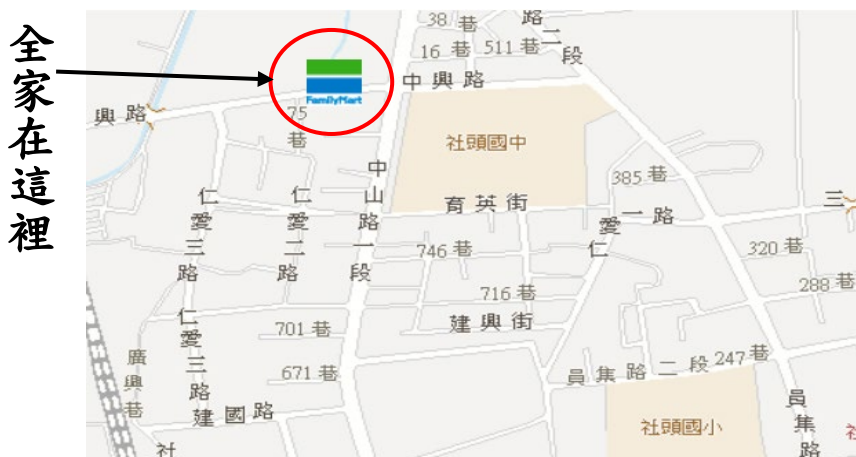 全家在這裡
38 巷
路二段
16 巷
511 巷
FamilyMart
中興路
興路
75巷
社頭國中
中山路一段
385 巷
仁愛三路
仁愛二路
育英街
仁愛一路
三
746 巷
320 巷
288 巷
716 巷
仁愛三路
701 巷
建興街
廣興巷
671 巷
員集路二段
247 巷
建國路
員集路
社頭國小
社
社